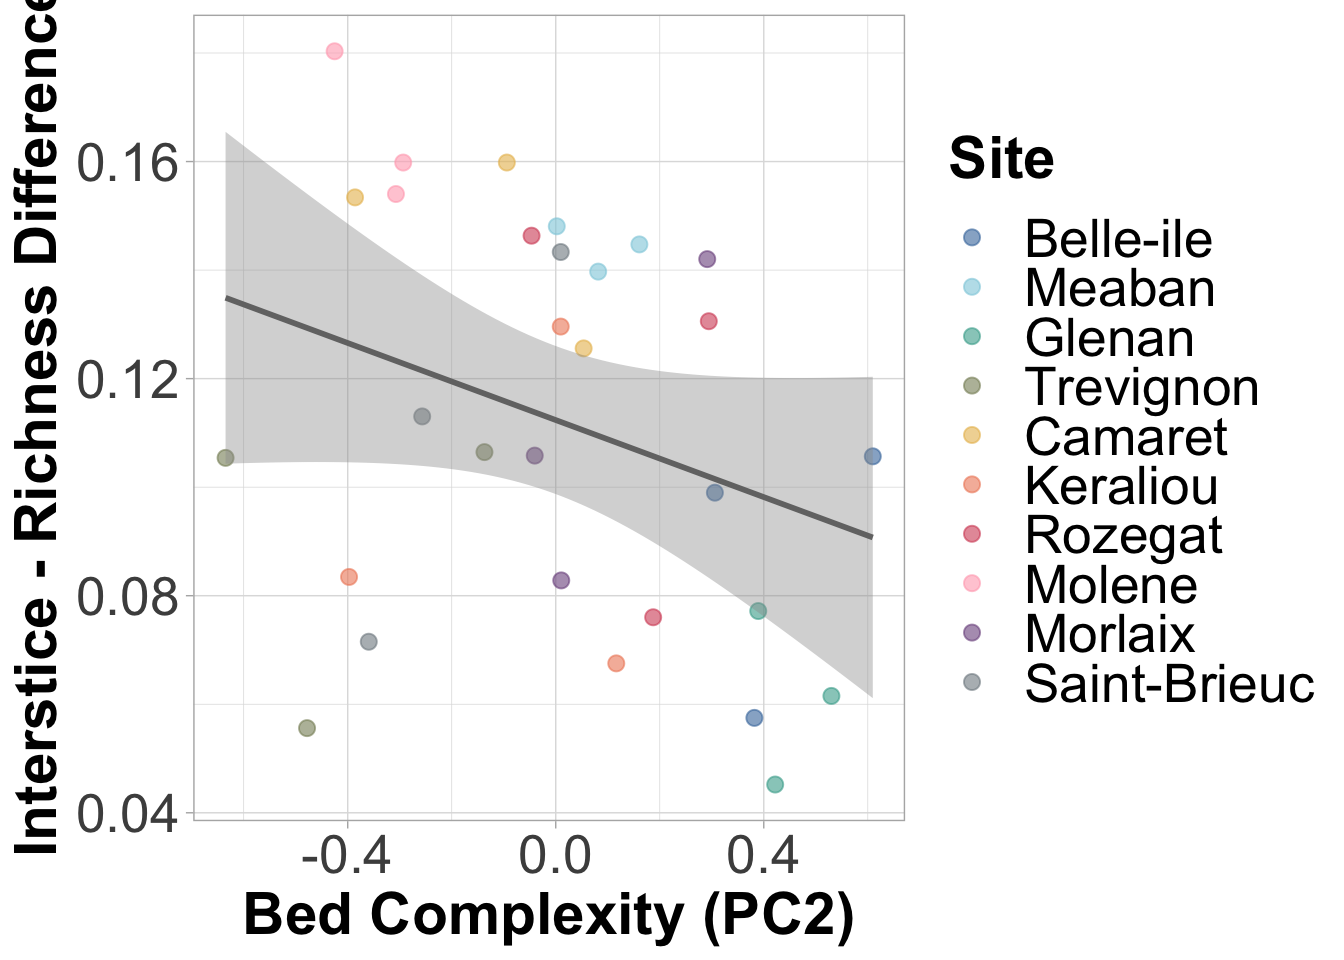 Interstice - Richness Difference
0.16
0.12
0.08
0.04
-0.4 0.0 0.4
Bed Complexity (PC2)
Site
Belle-ile
Meaban
Glenan
Trevignon
Camaret
Keraliou
Rozegat
Molene
Morlaix
Saint-Brieuc